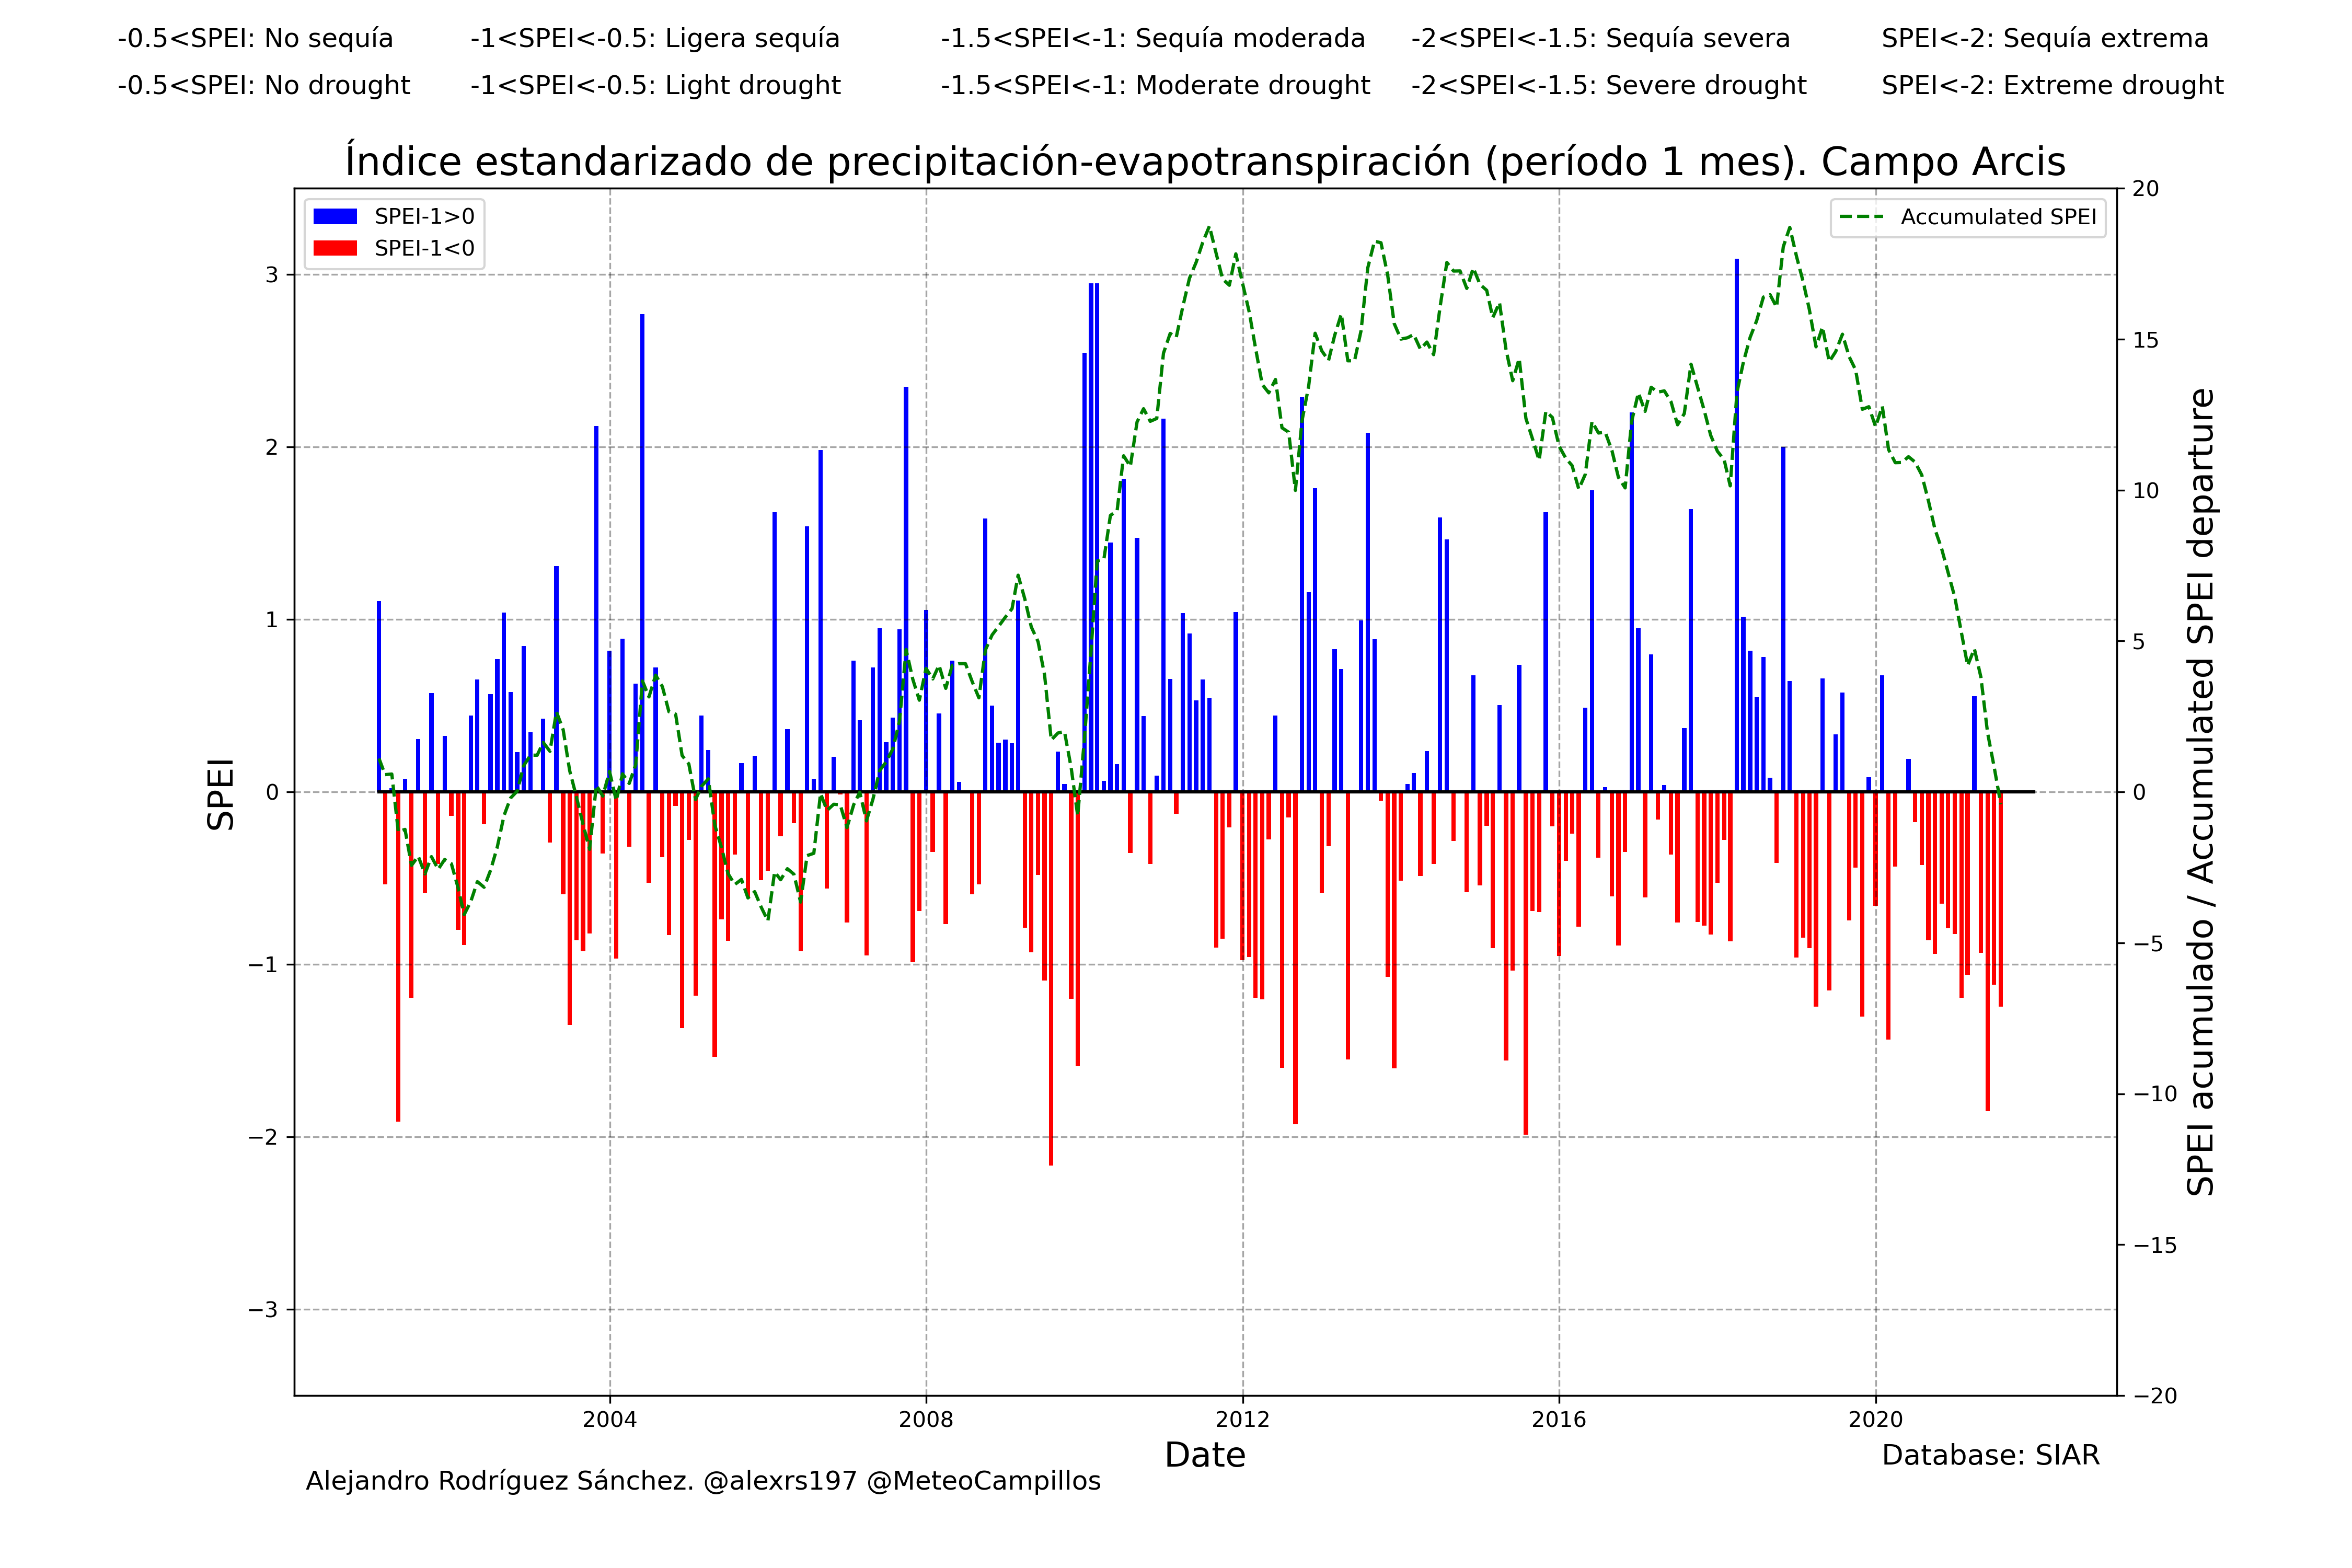 -0.5<SPEI: No sequía -1<SPEI<-0.5: Ligera sequía -1.5<SPEI<-1: Sequía moderada -2<SPEI<-1.5: Sequía severa SPEI<-2: Sequía extrema
-0.5<SPEI: No drought -1<SPEI<-0.5: Light drought -1.5<SPEI<-1: Moderate drought -2<SPEI<-1.5: Severe drought SPEI<-2: Extreme drought
Índice estandarizado de precipitación-evapotranspiración (período 1 mes). Campo Arcis
SPEI-1>0
SPEI-1<0
Accumulated SPEI
SPEI
3
2
1
0
−1
−2
−3
20
15
10
5
0
−5
−10
−15
−20
SPEI acumulado / Accumulated SPEI departure
2004 2008 2012 2016 2020
Date
Database: SIAR
Alejandro Rodríguez Sánchez. @alexrs197 @MeteoCampillos